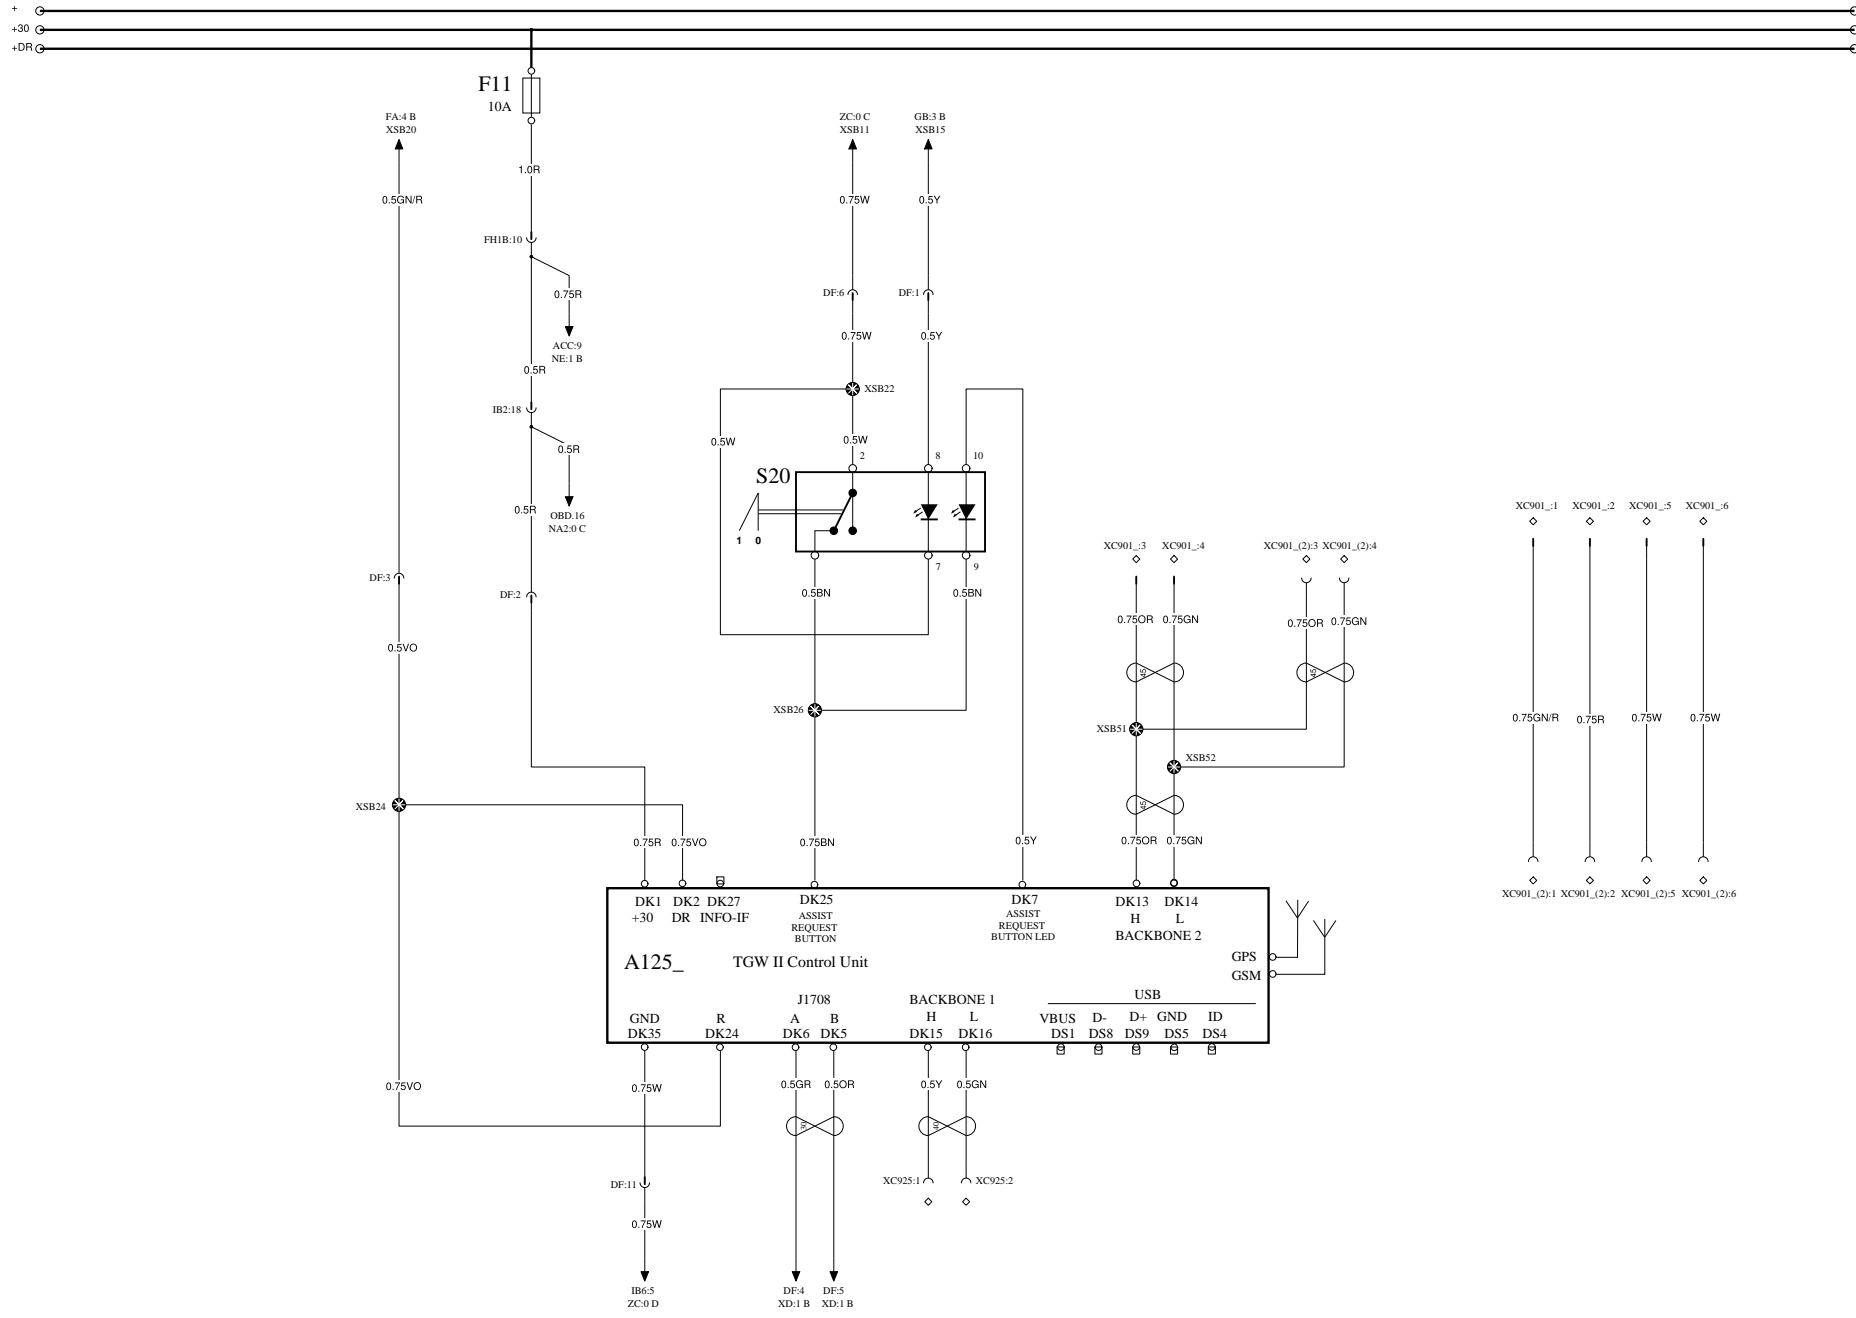 +
+30
+DR
F11
10A
FA:4 B
XSB20
ZC:0 C
XSB11
GB:3 B
XSB15
1.0R
0.5GN/R
0.75W
0.5Y
FH1B:10
0.75R
DF:6
DF:1
0.75W
0.5Y
ACC:9
NE:1 B
0.5R
XSB22
IB2:18
0.5W
0.5W
0.5R
2
8
10
S20
0.5R
OBD.16
NA2:0 C
1
0
XC901_:1
XC901_:2
XC901_:5
XC901_:6
XC901_:3
XC901_:4
XC901_(2):3
XC901_(2):4
7
9
DF:3
DF:2
0.5BN
0.5BN
0.75OR
0.75GN
0.75OR
0.75GN
0.5VO
45
45
XSB26
0.75GN/R
0.75R
0.75W
0.75W
XSB51
XSB52
XSB24
45
0.75R
0.75VO
0.75BN
0.5Y
0.75OR
0.75GN
XC901_(2):1
XC901_(2):2
XC901_(2):5
XC901_(2):6
DK1
DK2
DK27
DK25
DK7
DK13
DK14
+30
DR
INFO-IF
ASSIST
REQUEST
BUTTON
ASSIST
REQUEST
BUTTON LED
H
L
BACKBONE 2
A125_
TGW II Control Unit
GPS
GSM
J1708
BACKBONE 1
USB
GND
R
A
B
H
L
VBUS
D-
D+
GND
ID
DK35
DK24
DK6
DK5
DK15
DK16
DS1
DS8
DS9
DS5
DS4
0.75VO
0.75W
0.5GR
0.5OR
0.5Y
0.5GN
30
40
DF:11
XC925:1
XC925:2
0.75W
IB6:5
ZC:0 D
DF:4
XD:1 B
DF:5
XD:1 B